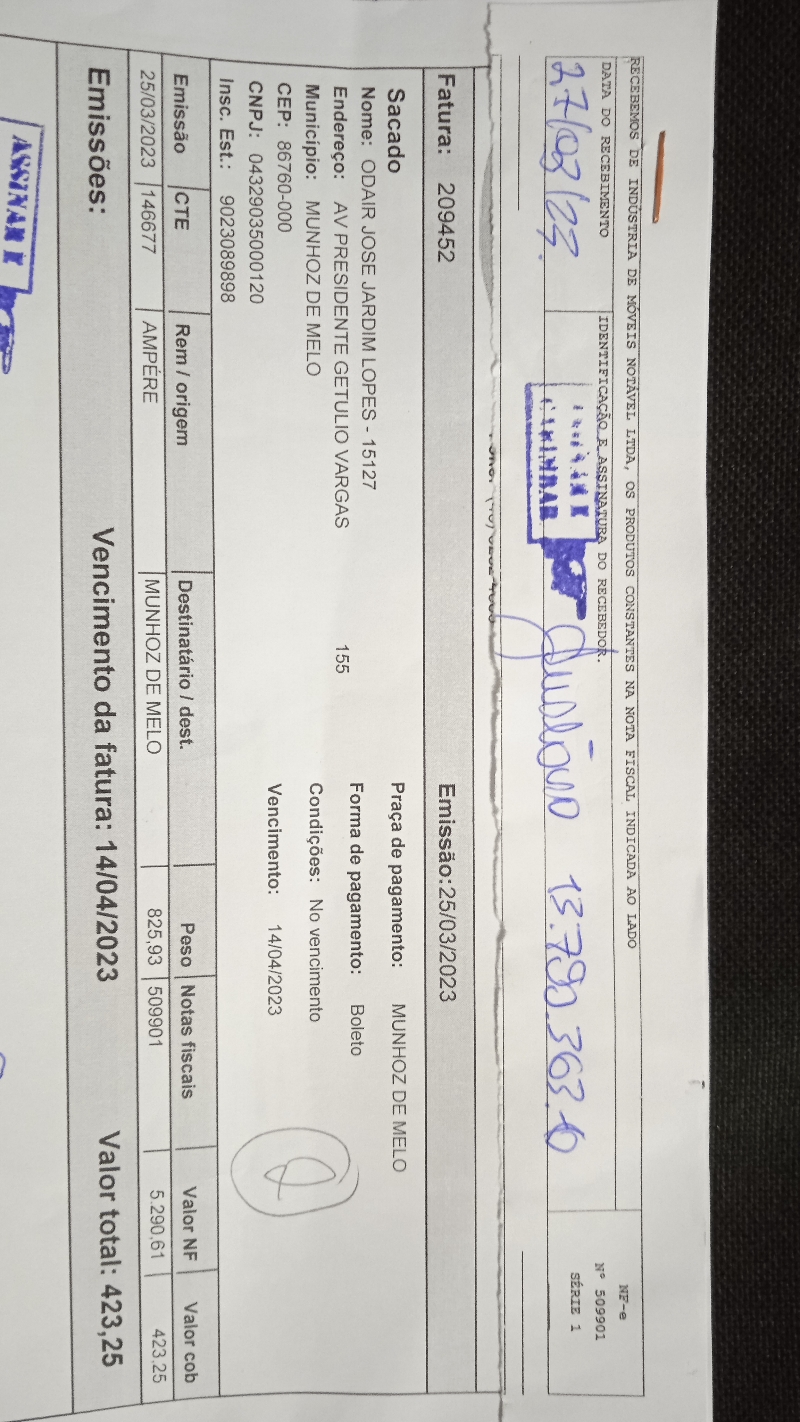 RECEBEMOS DE INDÚSTRIA DE MÓVEIS NOTÁVEL LTDA, OS PRODUTOS CONSTANTES NA NOTA FISCAL INDICADA AO LADO
DATA DO RECEBIMENTO
IDENTIFICAÇÃO E ASSINATURA DO RECEBEDOR.
NF-e
Nº 509901
SÉRIE 1
27/03/23.
CARIMBAR
Fatura: 209452 Emissão: 25/03/2023
Sacado
Nome: ODAIR JOSE JARDIM LOPES - 15127
Endereço: AV PRESIDENTE GETULIO VARGAS 155
Município: MUNHOZ DE MELO
CEP: 86760-000
CNPJ: 04329035000120
Insc. Est.: 9023089898
Praça de pagamento: MUNHOZ DE MELO
Forma de pagamento: Boleto
Condições: No vencimento
Vencimento: 14/04/2023
Emissão CTE Rem / origem Destinatário / dest. Peso Notas fiscais Valor NF Valor cob
25/03/2023 146677 AMPÉRE MUNHOZ DE MELO 825,93 509901 5.290,61 423,25
Emissões: Vencimento da fatura: 14/04/2023 Valor total: 423,25
ASSINAR E